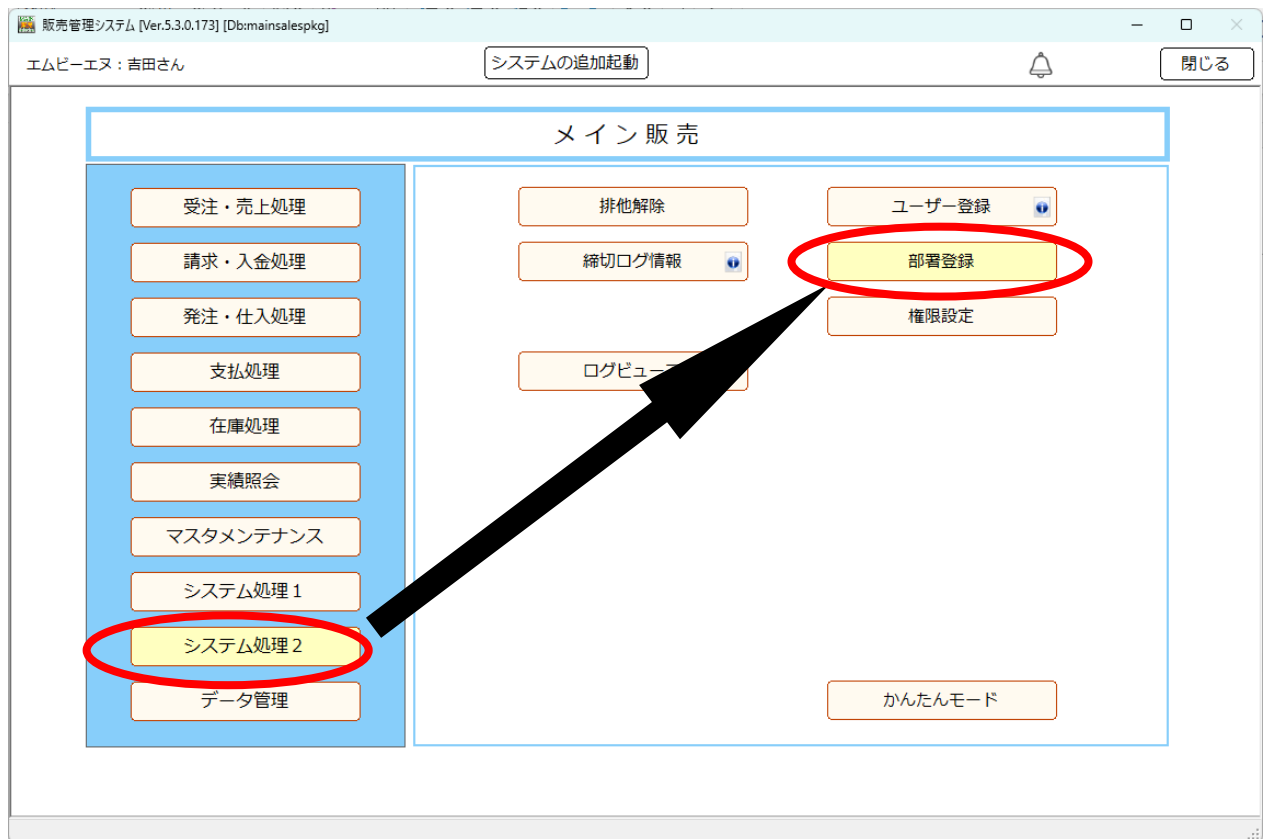 販売管理システム [Ver.5.3.0.173] [Db:mainsalespkg]
エムビーエヌ：吉田さん
システムの追加起動
閉じる
メイン販売
受注・売上処理
請求・入金処理
発注・仕入処理
支払処理
在庫処理
実績照会
マスタメンテナンス
システム処理1
システム処理2
データ管理
排他解除
締切ログ情報
ログビュー
ユーザー登録
部署登録
権限設定
かんたんモード